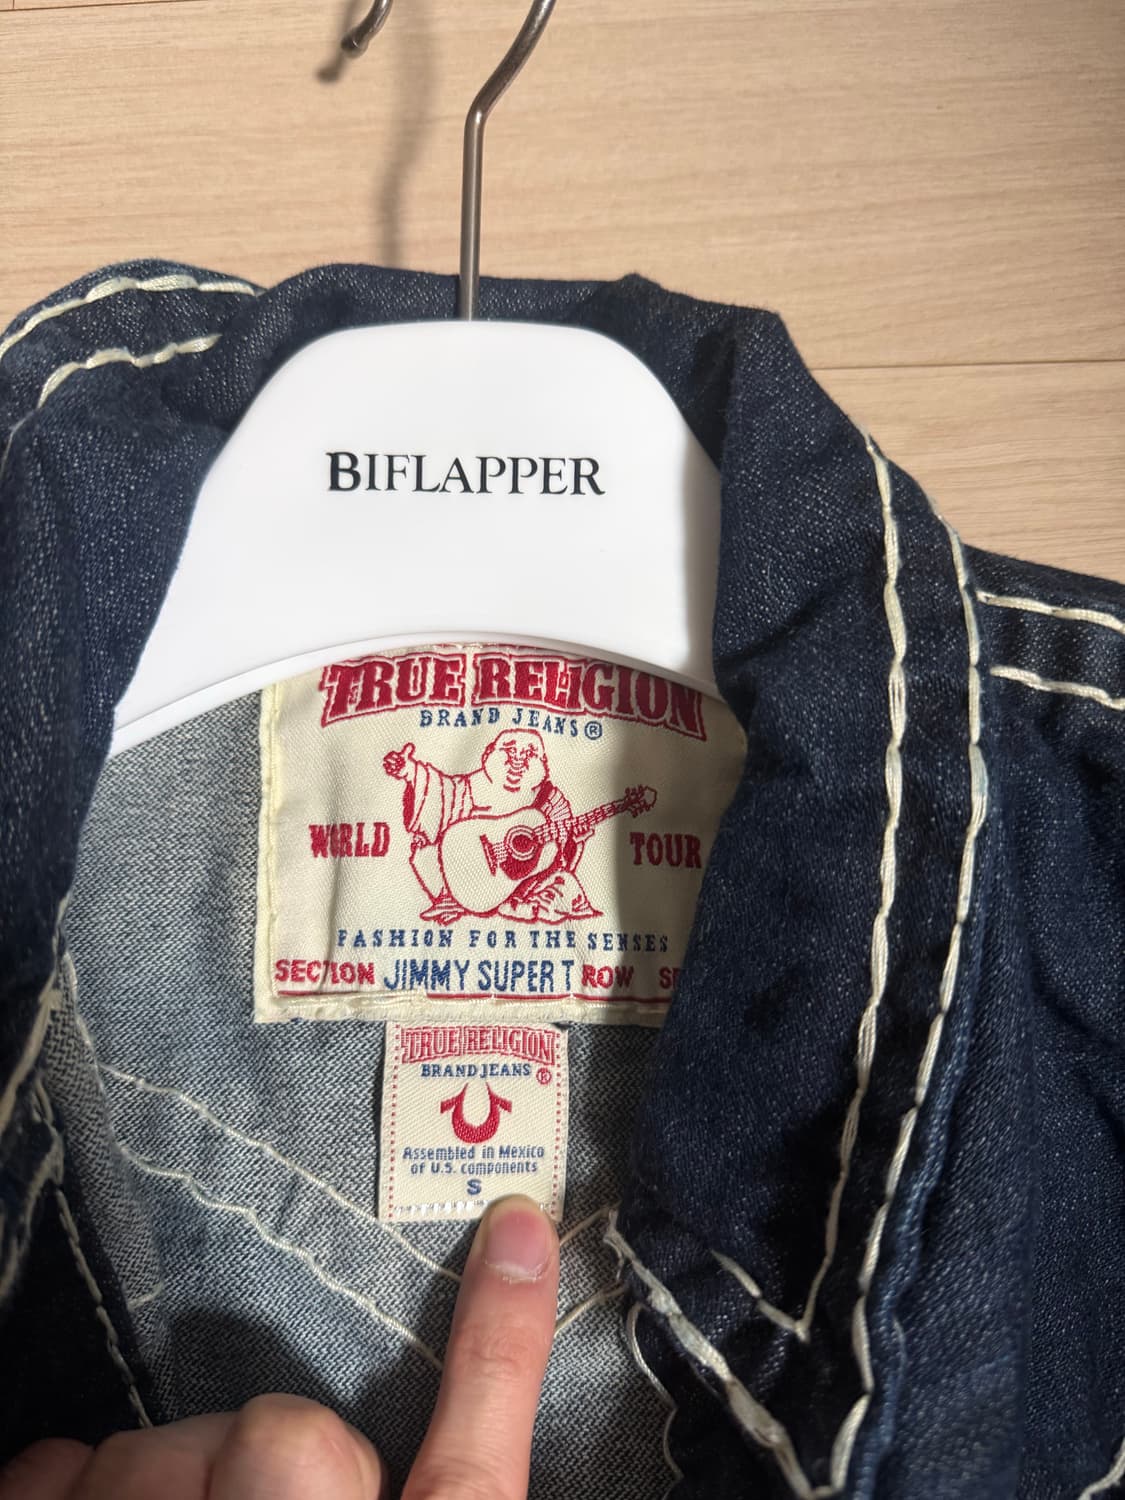 BIFLAPPER
TRUE RELIGION
BRAND JEANS®
WORLD TOUR
FASHION FOR THE SENSES
SECTION JIMMY SUPER T ROW
TRUE RELIGION
BRAND JEANS ®
Assembled in Mexico
of U.S. components
S